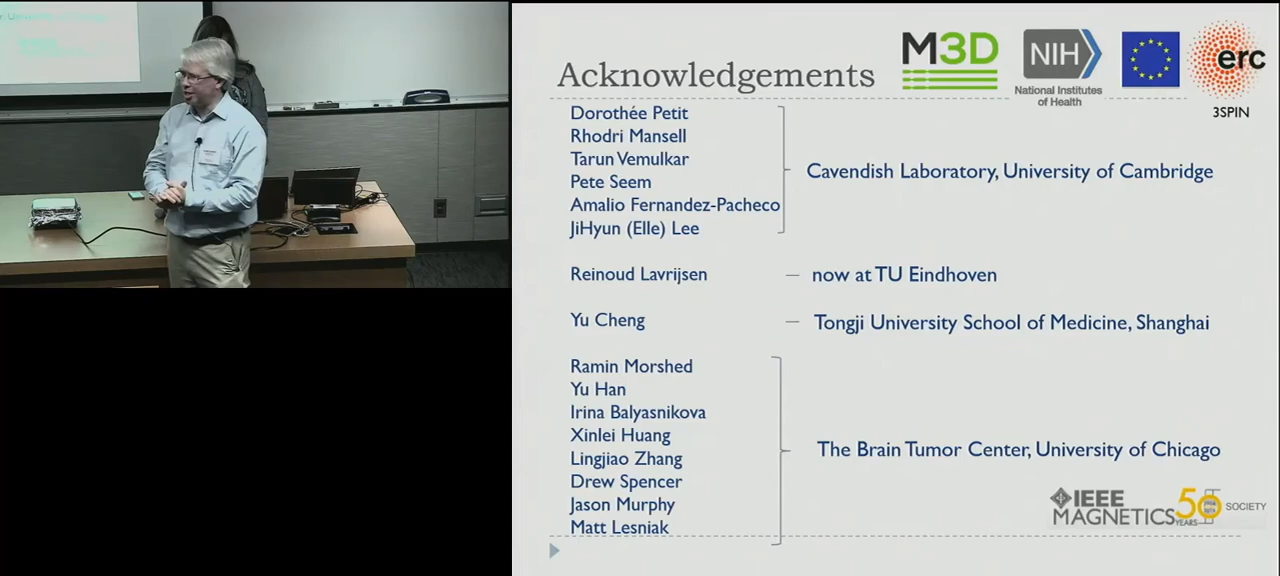 Acknowledgements
M3D
NIH
National Institutes
of Health
erc
3SPIN
Dorothée Petit
Rhodri Mansell
Tarun Vemulkar
Pete Seem
Amalio Fernandez-Pacheco
JiHyun (Elle) Lee
Cavendish Laboratory, University of Cambridge
Reinoud Lavrijsen — now at TU Eindhoven
Yu Cheng — Tongji University School of Medicine, Shanghai
Ramin Morshed
Yu Han
Irina Balyasnikova
Xinlei Huang
Lingjiao Zhang
Drew Spencer
Jason Murphy
Matt Lesniak
The Brain Tumor Center, University of Chicago
IEEE
MAGNETICS 50 SOCIETY
YEARS